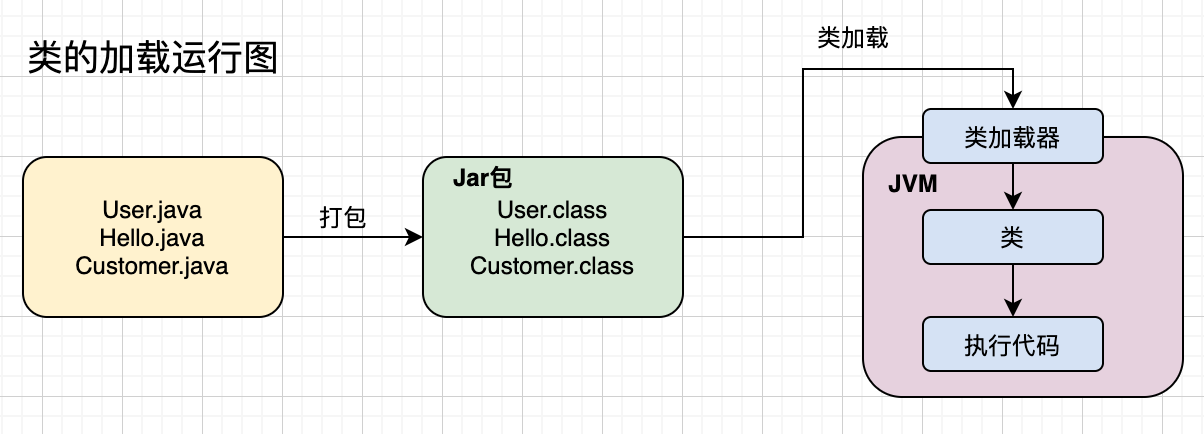 类的加载运行图
User.java
Hello.java
Customer.java
打包
Jar包
User.class
Hello.class
Customer.class
类加载
类加载器
JVM
类
执行代码